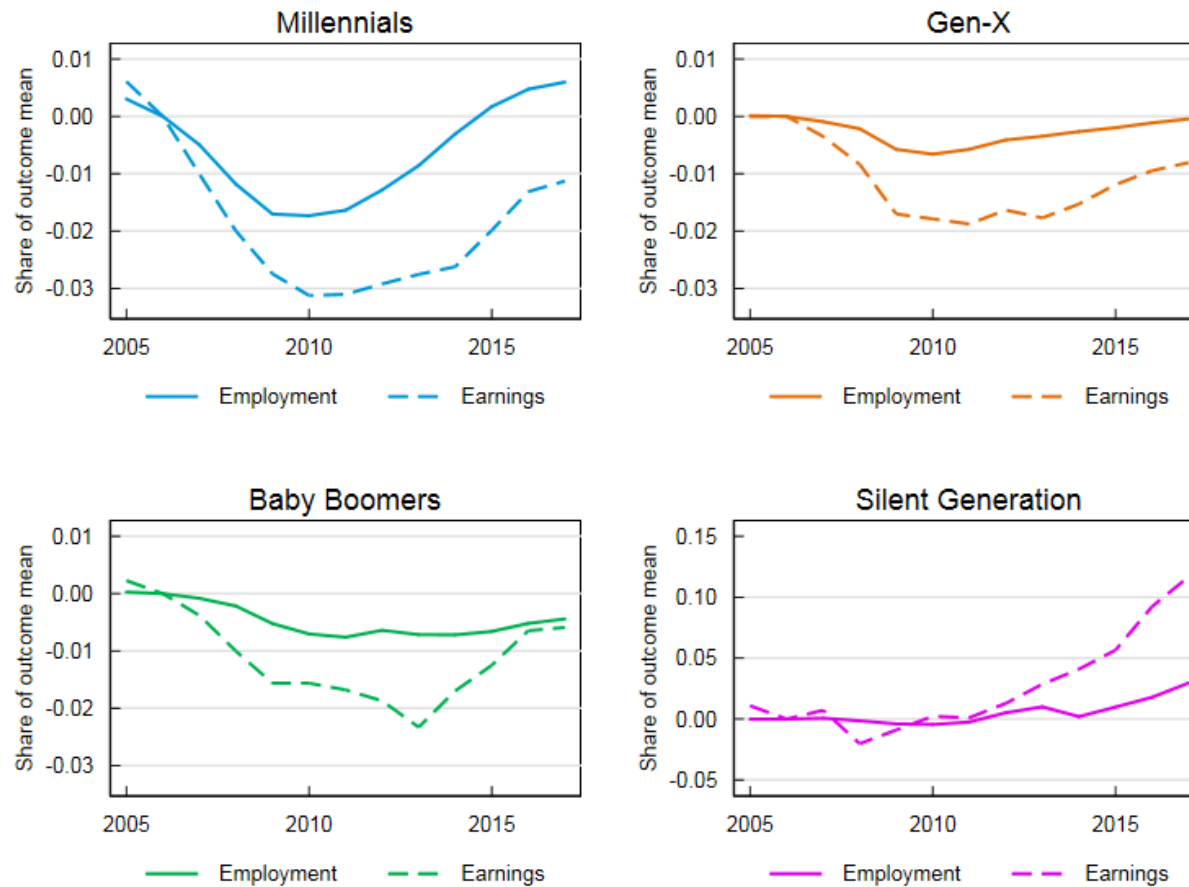 Millennials
Share of outcome mean
0.01
0.00
-0.01
-0.02
-0.03
2005 2010 2015
Employment Earnings
Gen-X
Share of outcome mean
0.01
0.00
-0.01
-0.02
-0.03
2005 2010 2015
Employment Earnings
Baby Boomers
Share of outcome mean
0.01
0.00
-0.01
-0.02
-0.03
2005 2010 2015
Employment Earnings
Silent Generation
Share of outcome mean
0.15
0.10
0.05
0.00
-0.05
2005 2010 2015
Employment Earnings